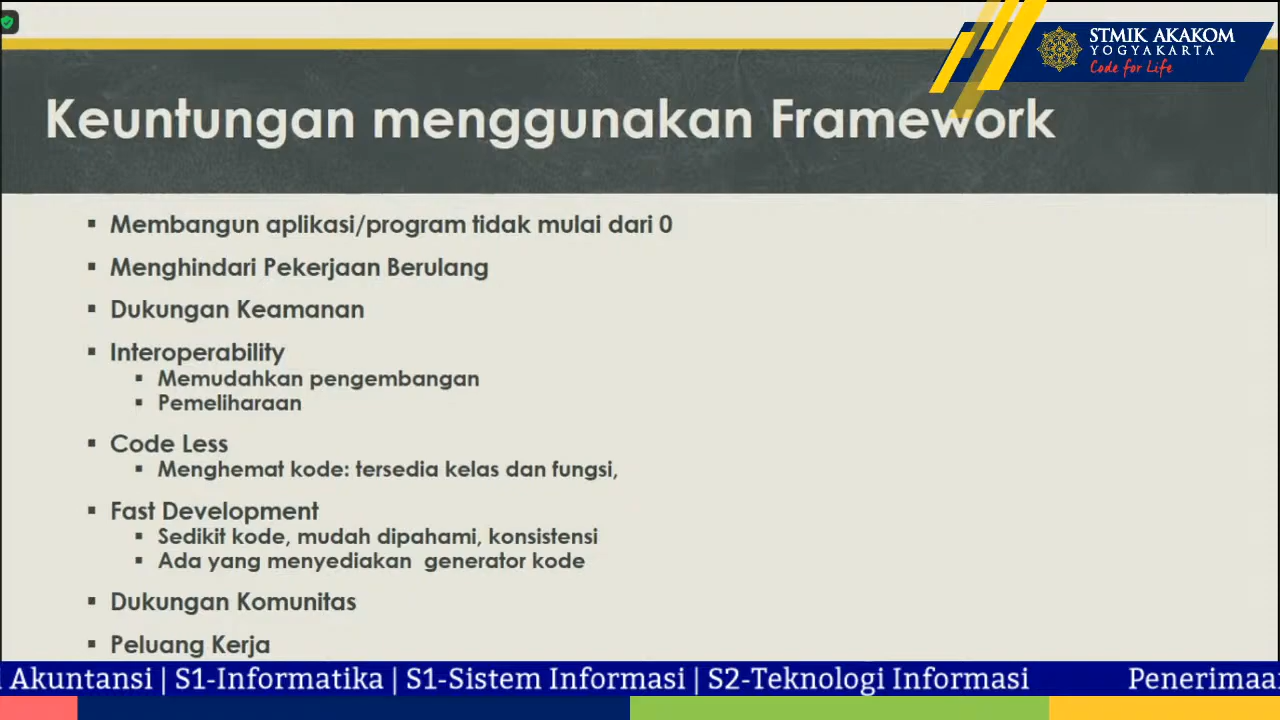 STMIK AKAKOM
YOGYAKARTA
Code for Life
Keuntungan menggunakan Framework
▪ Membangun aplikasi/program tidak mulai dari 0
▪ Menghindari Pekerjaan Berulang
▪ Dukungan Keamanan
▪ Interoperability
▪ Memudahkan pengembangan
▪ Pemeliharaan
▪ Code Less
▪ Menghemat kode: tersedia kelas dan fungsi,
▪ Fast Development
▪ Sedikit kode, mudah dipahami, konsistensi
▪ Ada yang menyediakan generator kode
▪ Dukungan Komunitas
▪ Peluang Kerja
Akuntansi | S1-Informatika | S1-Sistem Informasi | S2-Teknologi Informasi Penerimaa